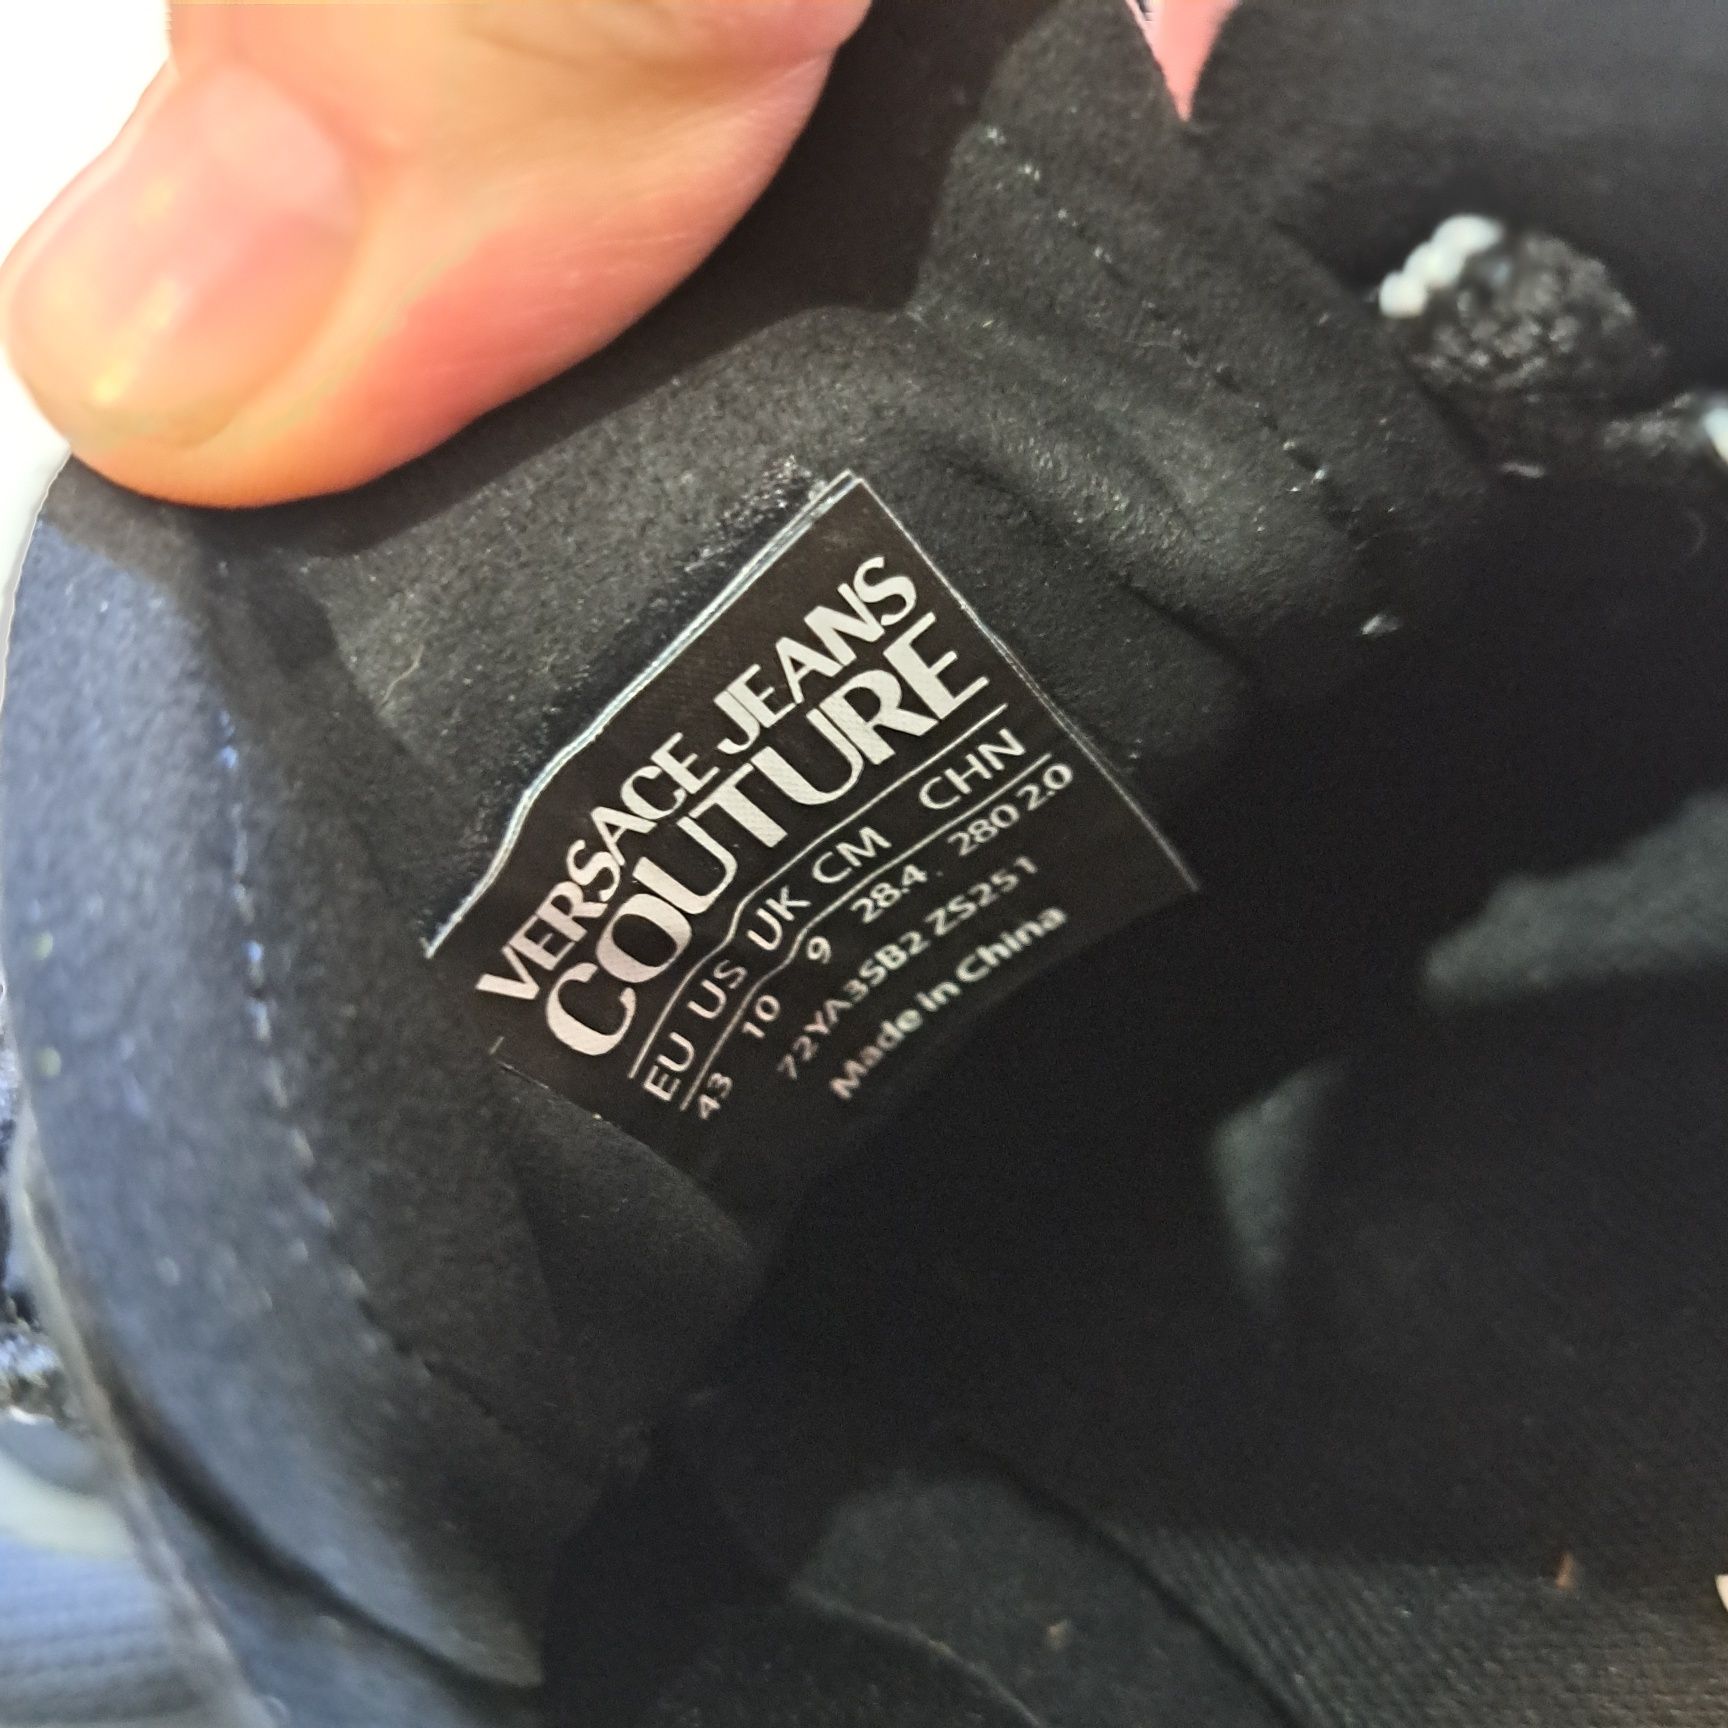 VERSACE JEANS
COUTURE
EU US UK CM CHN
43 10 9 28.4 280 2.0
72YA3SB2 ZS251
Made in China